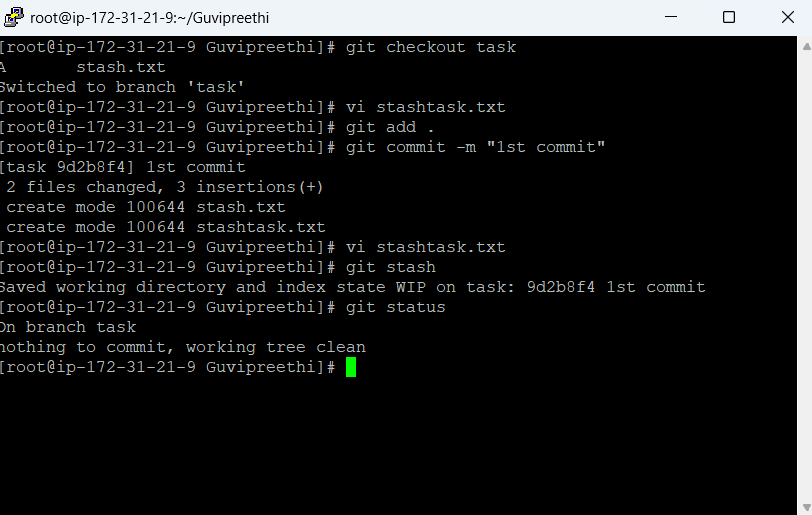 root@ip-172-31-21-9:~/Guvipreethi
[root@ip-172-31-21-9 Guvipreethi]# git checkout task
A       stash.txt
Switched to branch 'task'
[root@ip-172-31-21-9 Guvipreethi]# vi stashtask.txt
[root@ip-172-31-21-9 Guvipreethi]# git add .
[root@ip-172-31-21-9 Guvipreethi]# git commit -m "1st commit"
[task 9d2b8f4] 1st commit
 2 files changed, 3 insertions(+)
 create mode 100644 stash.txt
 create mode 100644 stashtask.txt
[root@ip-172-31-21-9 Guvipreethi]# vi stashtask.txt
[root@ip-172-31-21-9 Guvipreethi]# git stash
Saved working directory and index state WIP on task: 9d2b8f4 1st commit
[root@ip-172-31-21-9 Guvipreethi]# git status
On branch task
nothing to commit, working tree clean
[root@ip-172-31-21-9 Guvipreethi]#